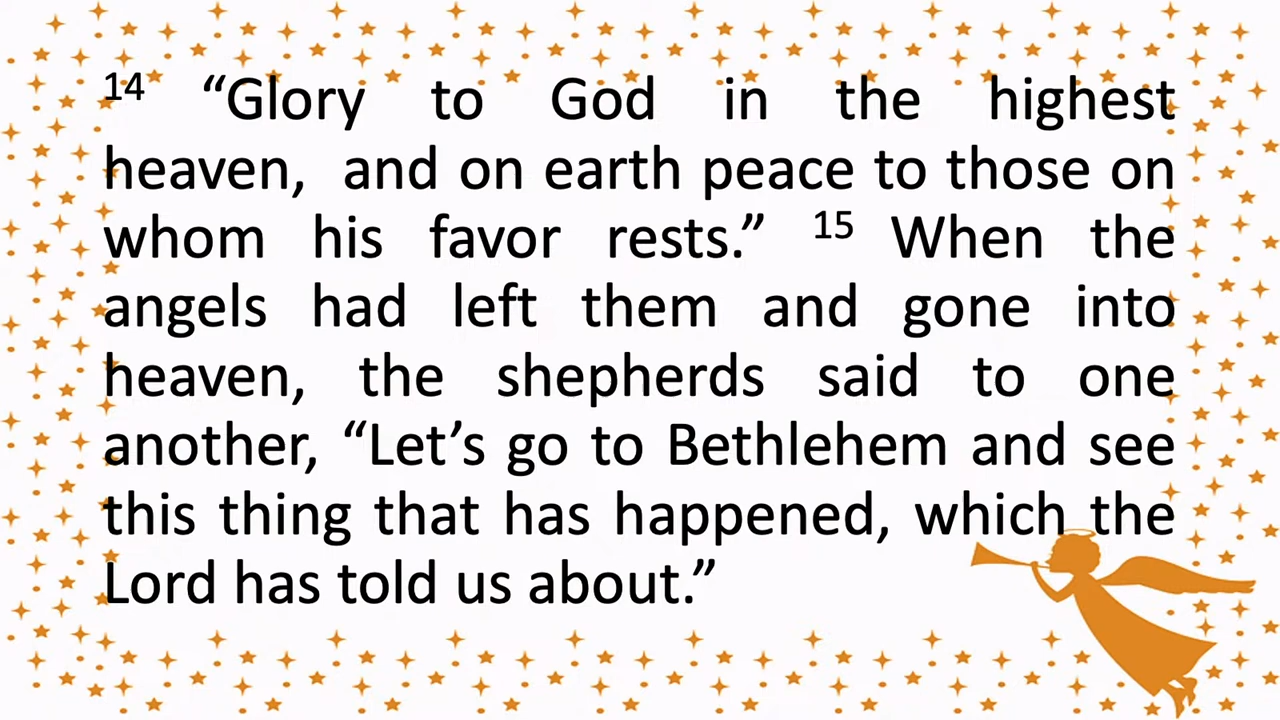 14 “Glory to God in the highest
heaven, and on earth peace to those on
whom his favor rests.” 15 When the
angels had left them and gone into
heaven, the shepherds said to one
another, “Let’s go to Bethlehem and see
this thing that has happened, which the
Lord has told us about.”